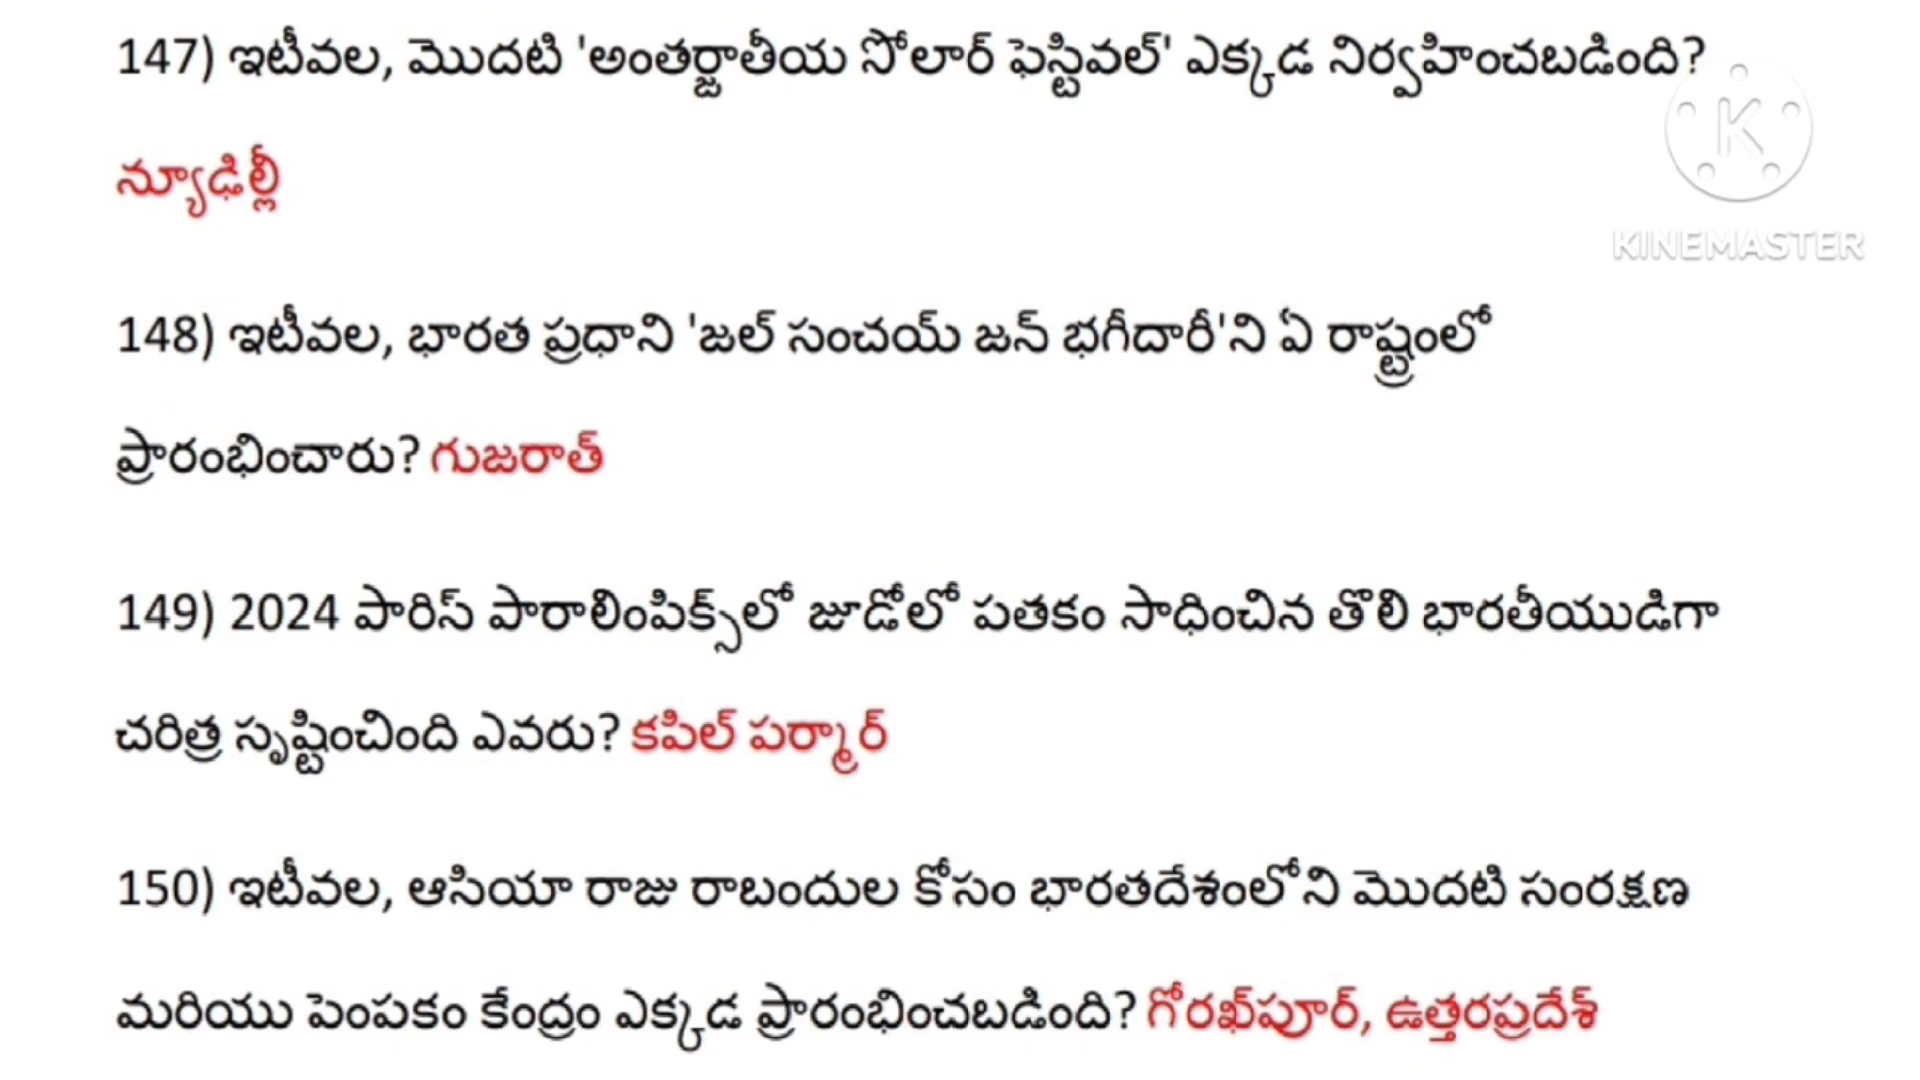 147) ఇటీవల, మొదటి 'అంతర్జాతీయ సోలార్ ఫెస్టివల్' ఎక్కడ నిర్వహించబడింది?
న్యూఢిల్లీ
KINEMASTER
148) ఇటీవల, భారత ప్రధాని 'జల్ సంచయ్ జన్ భగీదారీ'ని ఏ రాష్ట్రంలో
ప్రారంభించారు? గుజరాత్
149) 2024 పారిస్ పారాలింపిక్స్‌లో జూడోలో పతకం సాధించిన తొలి భారతీయుడిగా
చరిత్ర సృష్టించింది ఎవరు? కపిల్ పర్మార్
150) ఇటీవల, ఆసియా రాజు రాబందుల కోసం భారతదేశంలోని మొదటి సంరక్షణ
మరియు పెంపకం కేంద్రం ఎక్కడ ప్రారంభించబడింది? గోరఖ్‌పూర్, ఉత్తరప్రదేశ్